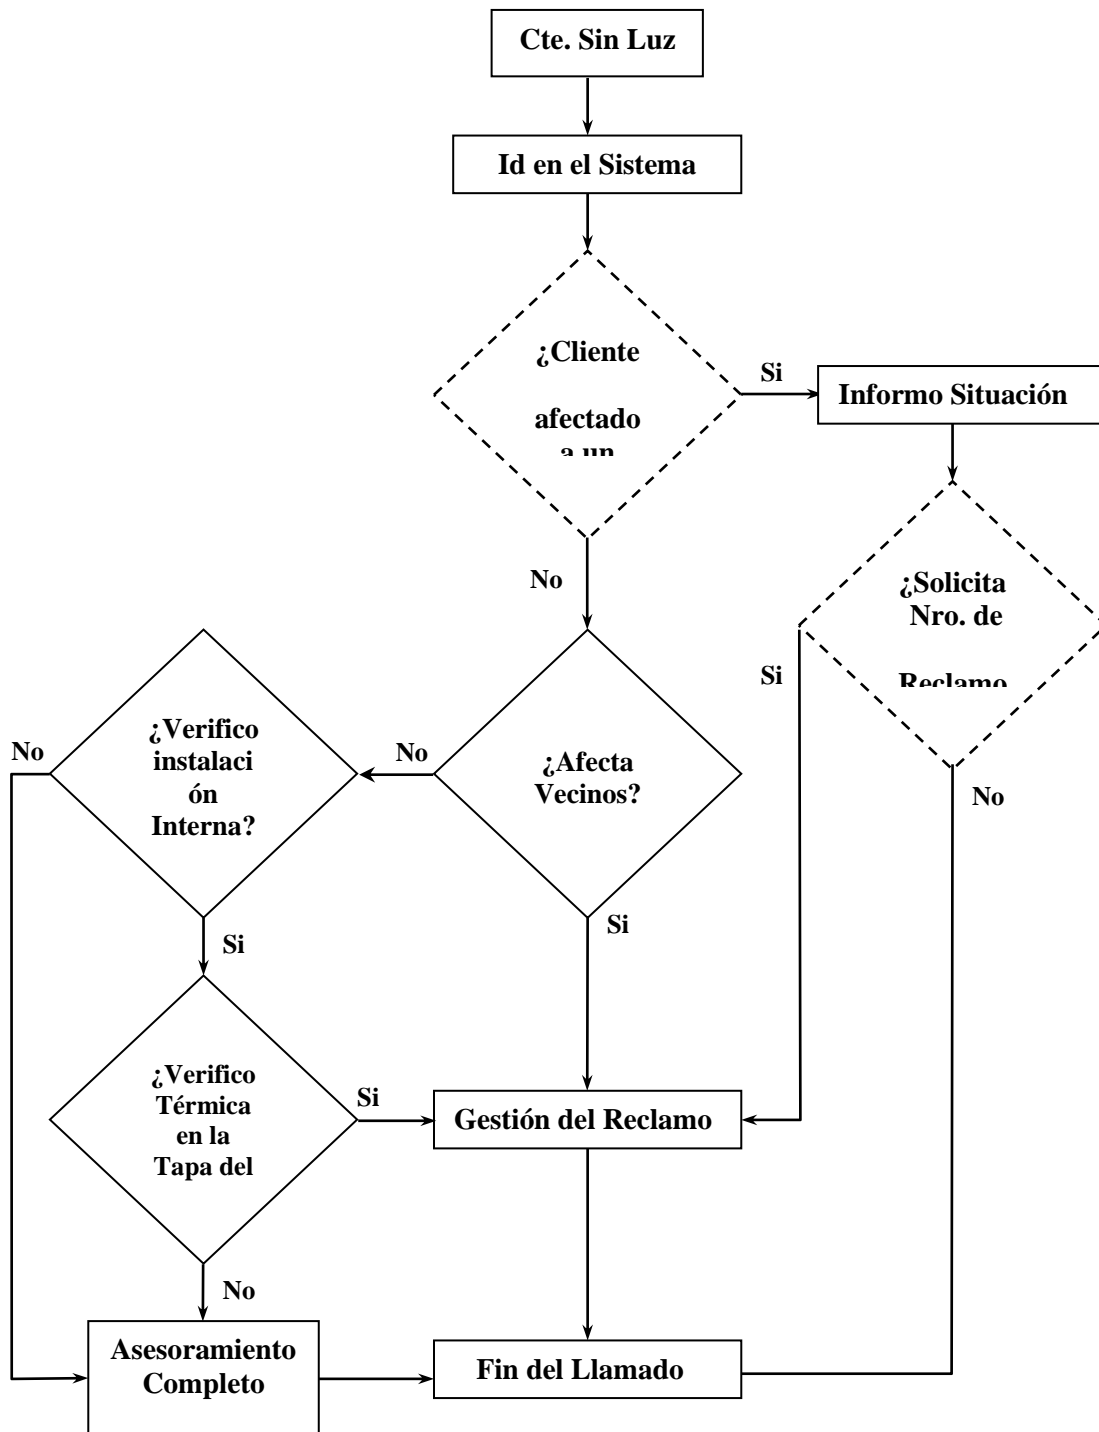 Cte. Sin Luz
Id en el Sistema
¿Cliente
afectado
a un
Si
Informo Situación
No
¿Solicita
Nro. de
Reclamo
Si
No
¿Afecta
Vecinos?
No
¿Verifico
instalaci
ón
Interna?
No
Si
Si
¿Verifico
Térmica
en la
Tapa del
Si
Gestión del Reclamo
No
Asesoramiento
Completo
Fin del Llamado